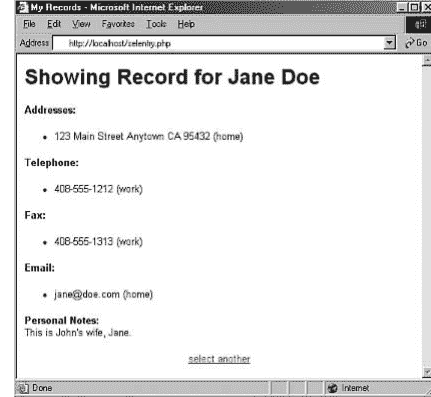 My Records - Microsoft Internet Explorer
File Edit View Favorites Tools Help
Address http://localhost/selentry.php Go
Showing Record for Jane Doe
Addresses:
• 123 Main Street Anytown CA 95432 (home)
Telephone:
• 408-555-1212 (work)
Fax:
• 408-555-1313 (work)
Email:
• jane@doe.com (home)
Personal Notes:
This is John's wife, Jane.
select another
Done Internet